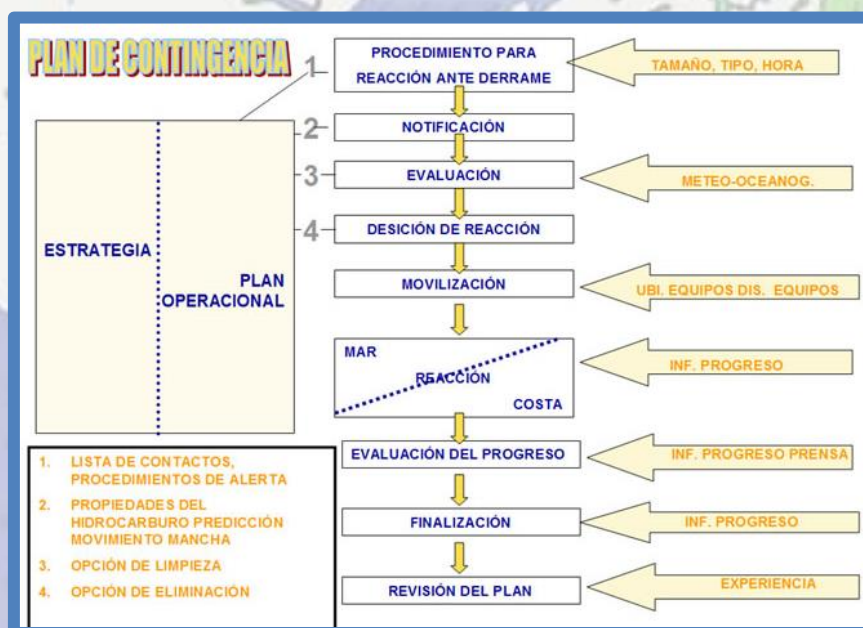 PLAN DE CONTINGENCIA
1
PROCEDIMIENTO PARA
REACCIÓN ANTE DERRAME
TAMAÑO, TIPO, HORA
2
NOTIFICACIÓN
3
EVALUACIÓN
METEO-OCEANOG.
4
DESICIÓN DE REACCIÓN
ESTRATEGIA
PLAN
OPERACIONAL
MOVILIZACIÓN
UBI. EQUIPOS DIS. EQUIPOS
MAR
REACCIÓN
COSTA
INF. PROGRESO
EVALUACIÓN DEL PROGRESO
INF. PROGRESO PRENSA
FINALIZACIÓN
INF. PROGRESO
REVISIÓN DEL PLAN
EXPERIENCIA
1. LISTA DE CONTACTOS,
PROCEDIMIENTOS DE ALERTA
2. PROPIEDADES DEL
HIDROCARBURO PREDICCIÓN
MOVIMIENTO MANCHA
3. OPCIÓN DE LIMPIEZA
4. OPCIÓN DE ELIMINACIÓN